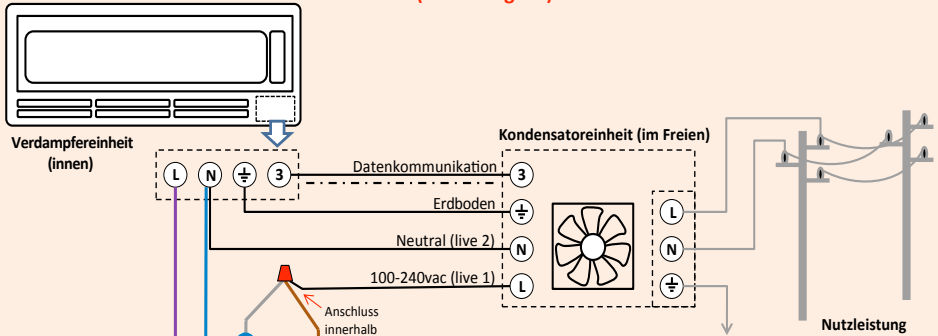 Verdampfereinheit
(innen)
L N 3
Datenkommunikation
Erdboden
Neutral (live 2)
100-240vac (live 1)
Anschluss
innerhalb
Kondensatoreinheit (im Freien)
3
N
L
L
N
Nutzleistung